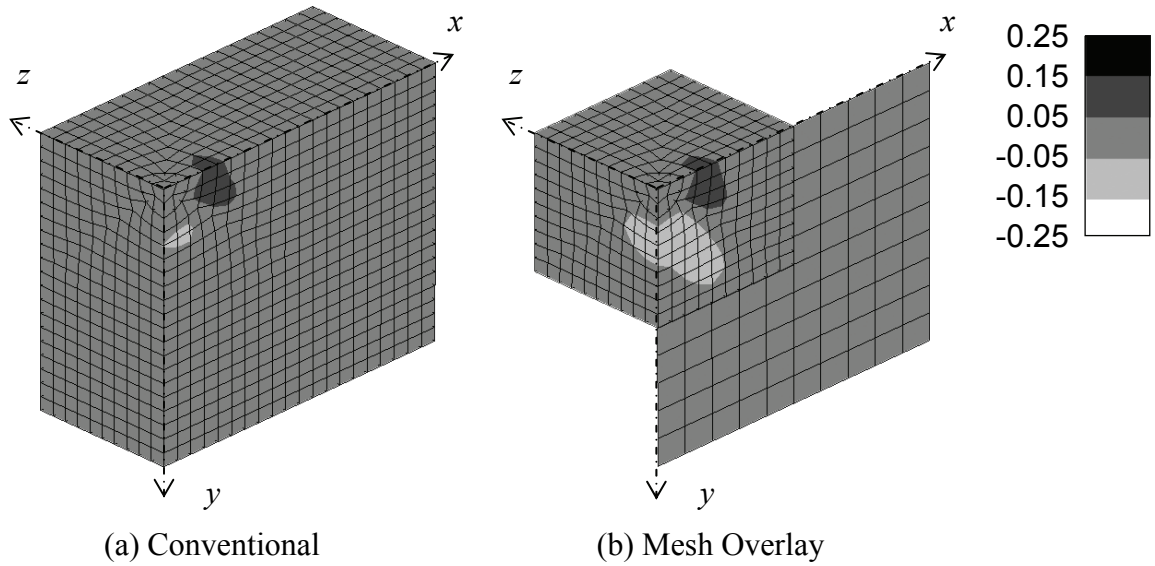 x
x
0.25
z
z
0.15
0.05
-0.05
-0.15
-0.25
y
y
(a) Conventional
(b) Mesh Overlay